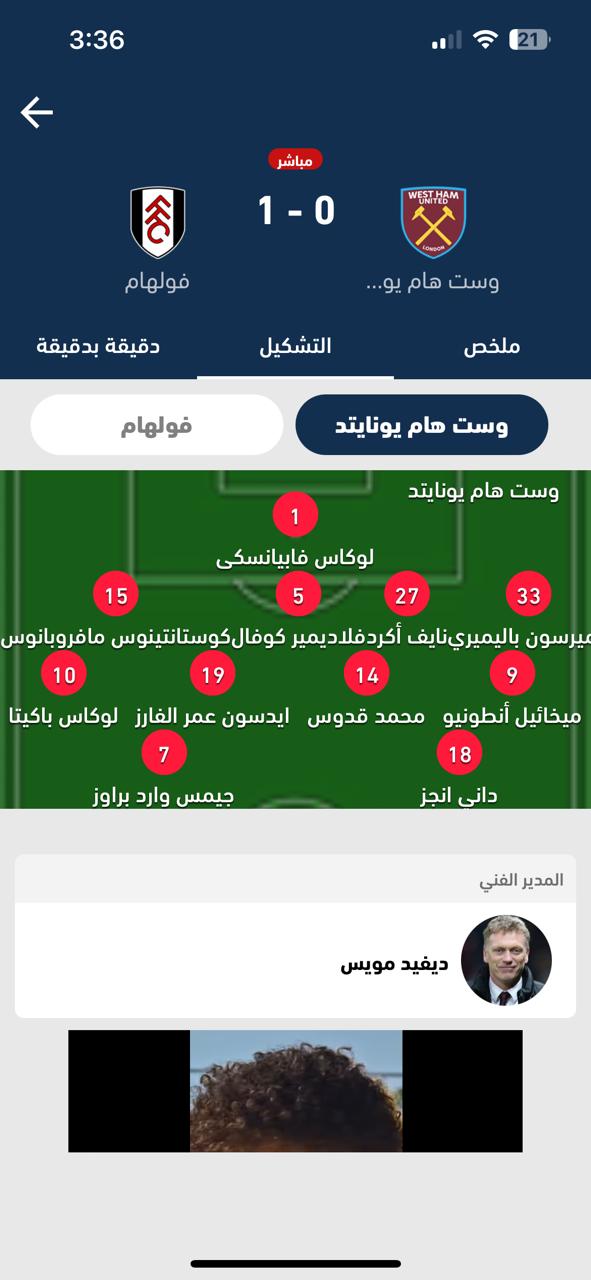 3:36
21
مباشر
1 - 0
WEST HAM
UNITED
LONDON
فولهام
وست هام يو...
ملخص
التشكيل
دقيقة بدقيقة
وست هام يونايتد
فولهام
وست هام يونايتد
1
لوكاس فابيانسكى
33
27
5
15
ميرسون باليميري نايف أكرد فلاديمير كوفال كوستانتينوس مافروبانوس
9
14
19
10
ميخائيل أنطونيو محمد قدوس ايدسون عمر الفارز لوكاس باكيتا
18
7
داني انجز جيمس وارد براوز
المدير الفني
ديفيد مويس